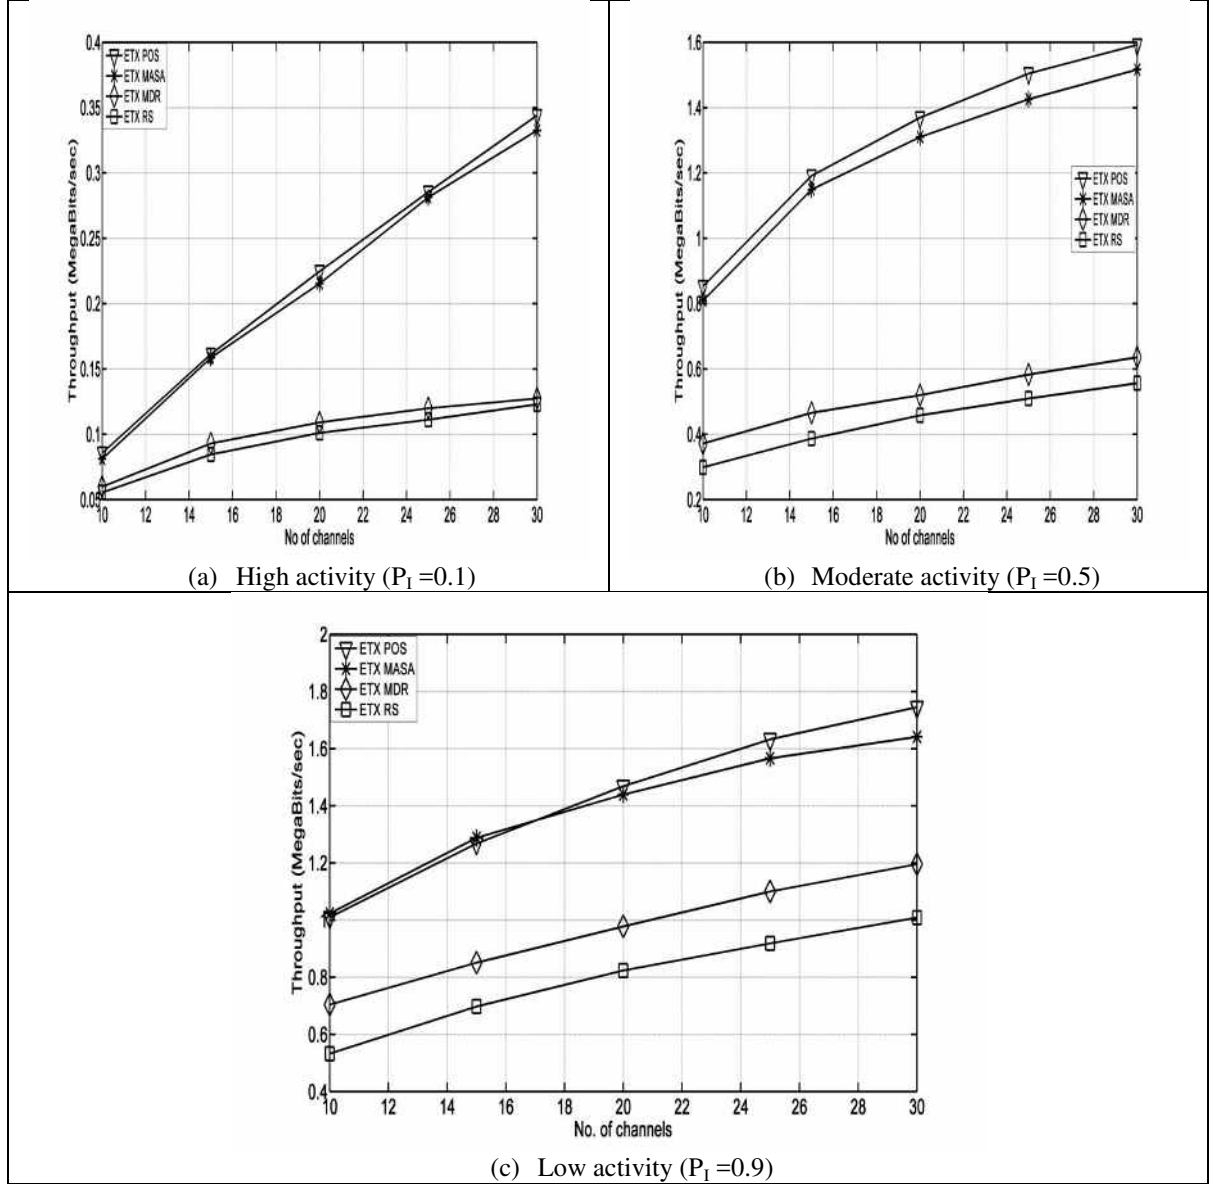 0.4
0.35
0.3
0.25
0.2
0.15
0.1
0.05
ETX POS
ETX MASA
ETX MDR
ETX RS
Throughput (MegaBits/sec)
10 12 14 16 18 20 22 24 26 28 30
No of channels
(a) High activity (P_I =0.1)
1.6
1.4
1.2
1
0.8
0.6
0.4
0.2
ETX POS
ETX MASA
ETX MDR
ETX RS
Throughput (MegaBits/sec)
10 12 14 16 18 20 22 24 26 28 30
No of channels
(b) Moderate activity (P_I =0.5)
2
1.8
1.6
1.4
1.2
1
0.8
0.6
0.4
ETX POS
ETX MASA
ETX MDR
ETX RS
Throughput (MegaBits/sec)
10 12 14 16 18 20 22 24 26 28 30
No. of channels
(c) Low activity (P_I =0.9)